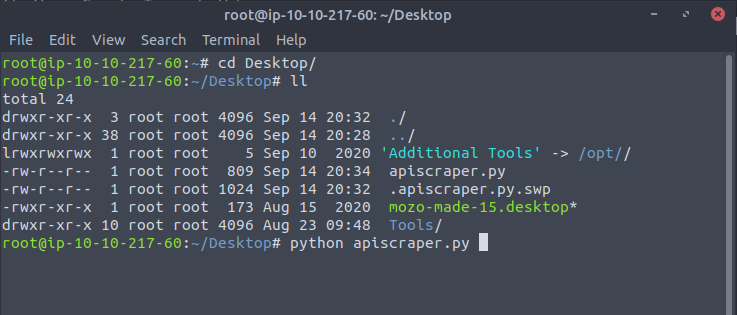 root@ip-10-10-217-60: ~/Desktop
File Edit View Search Terminal Help
root@ip-10-10-217-60:~# cd Desktop/
root@ip-10-10-217-60:~/Desktop# ll
total 24
drwxr-xr-x  3 root root 4096 Sep 14 20:32  ./
drwxr-xr-x 38 root root 4096 Sep 14 20:28  ../
lrwxrwxrwx  1 root root    5 Sep 10  2020 'Additional Tools' -> /opt//
-rw-r--r--  1 root root  809 Sep 14 20:34  apiscraper.py
-rw-r--r--  1 root root 1024 Sep 14 20:32  .apiscraper.py.swp
-rwxr-xr-x  1 root root  173 Aug 15  2020  mozo-made-15.desktop*
drwxr-xr-x 10 root root 4096 Aug 23 09:48  Tools/
root@ip-10-10-217-60:~/Desktop# python apiscraper.py